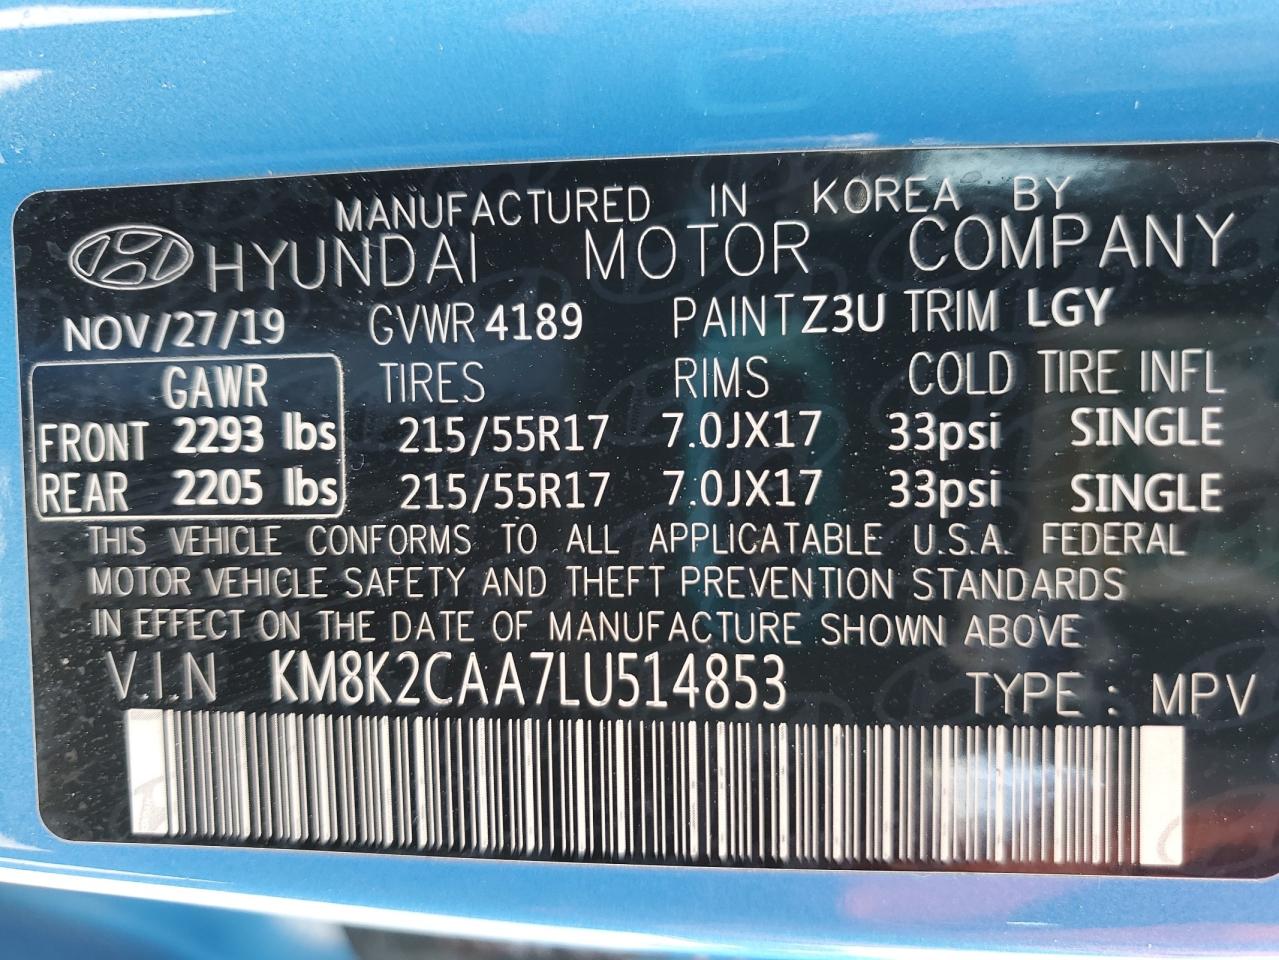 MANUFACTURED IN KOREA BY
HYUNDAI MOTOR COMPANY
NOV/27/19 GVWR 4189 PAINT Z3U TRIM LGY
GAWR TIRES RIMS COLD TIRE INFL
FRONT 2293 lbs 215/55R17 7.0JX17 33psi SINGLE
REAR 2205 lbs 215/55R17 7.0JX17 33psi SINGLE
THIS VEHICLE CONFORMS TO ALL APPLICATABLE U.S.A. FEDERAL
MOTOR VEHICLE SAFETY AND THEFT PREVENTION STANDARDS
IN EFFECT ON THE DATE OF MANUFACTURE SHOWN ABOVE
V.I.N KM8K2CAA7LU514853 TYPE : MPV